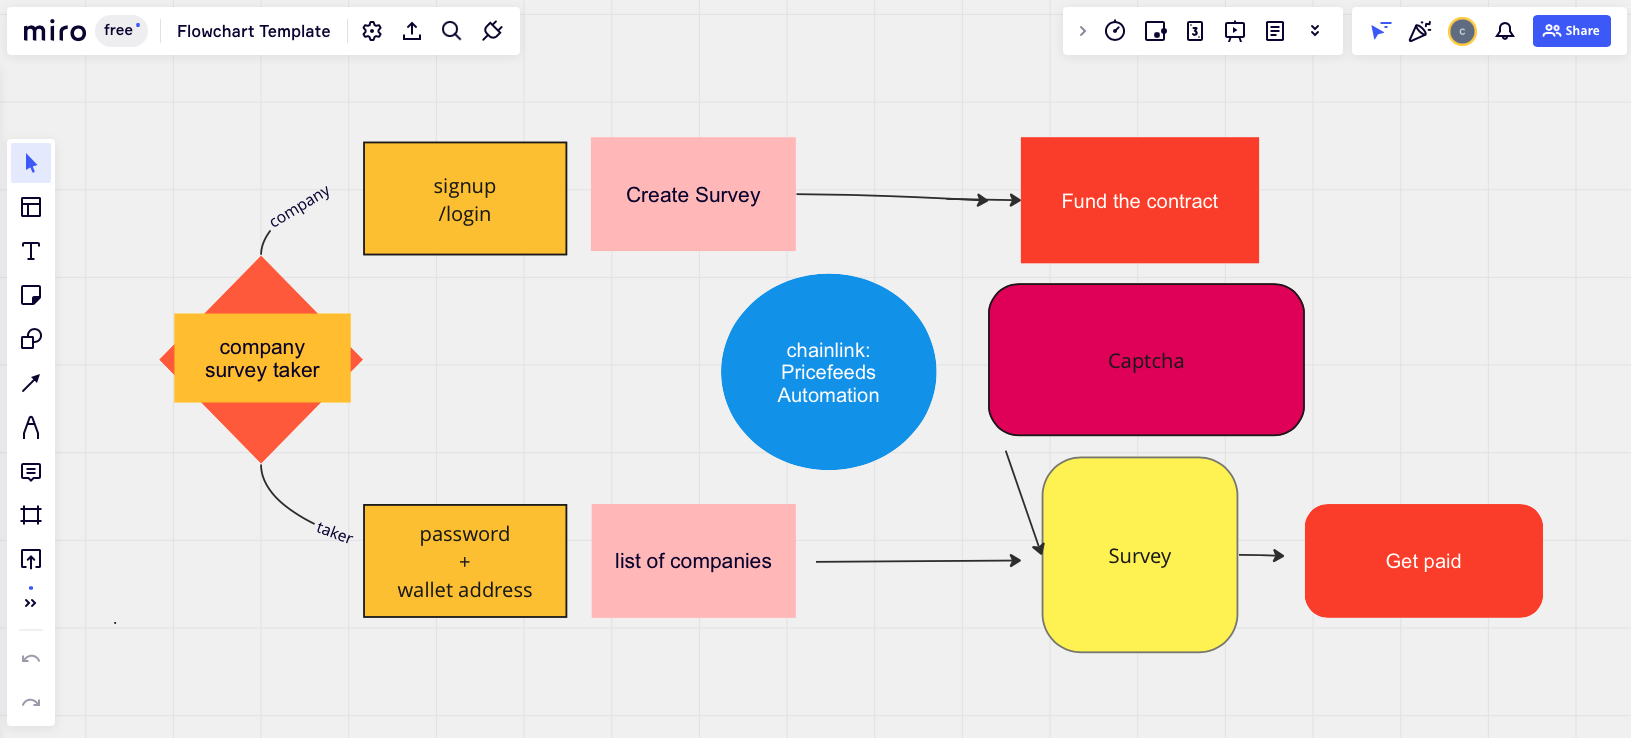 miro
free
Flowchart Template
3
C
Share
company
signup
/login
Create Survey
Fund the contract
company
survey taker
chainlink:
Pricefeeds
Automation
Captcha
taker
password
+
wallet address
list of companies
Survey
Get paid